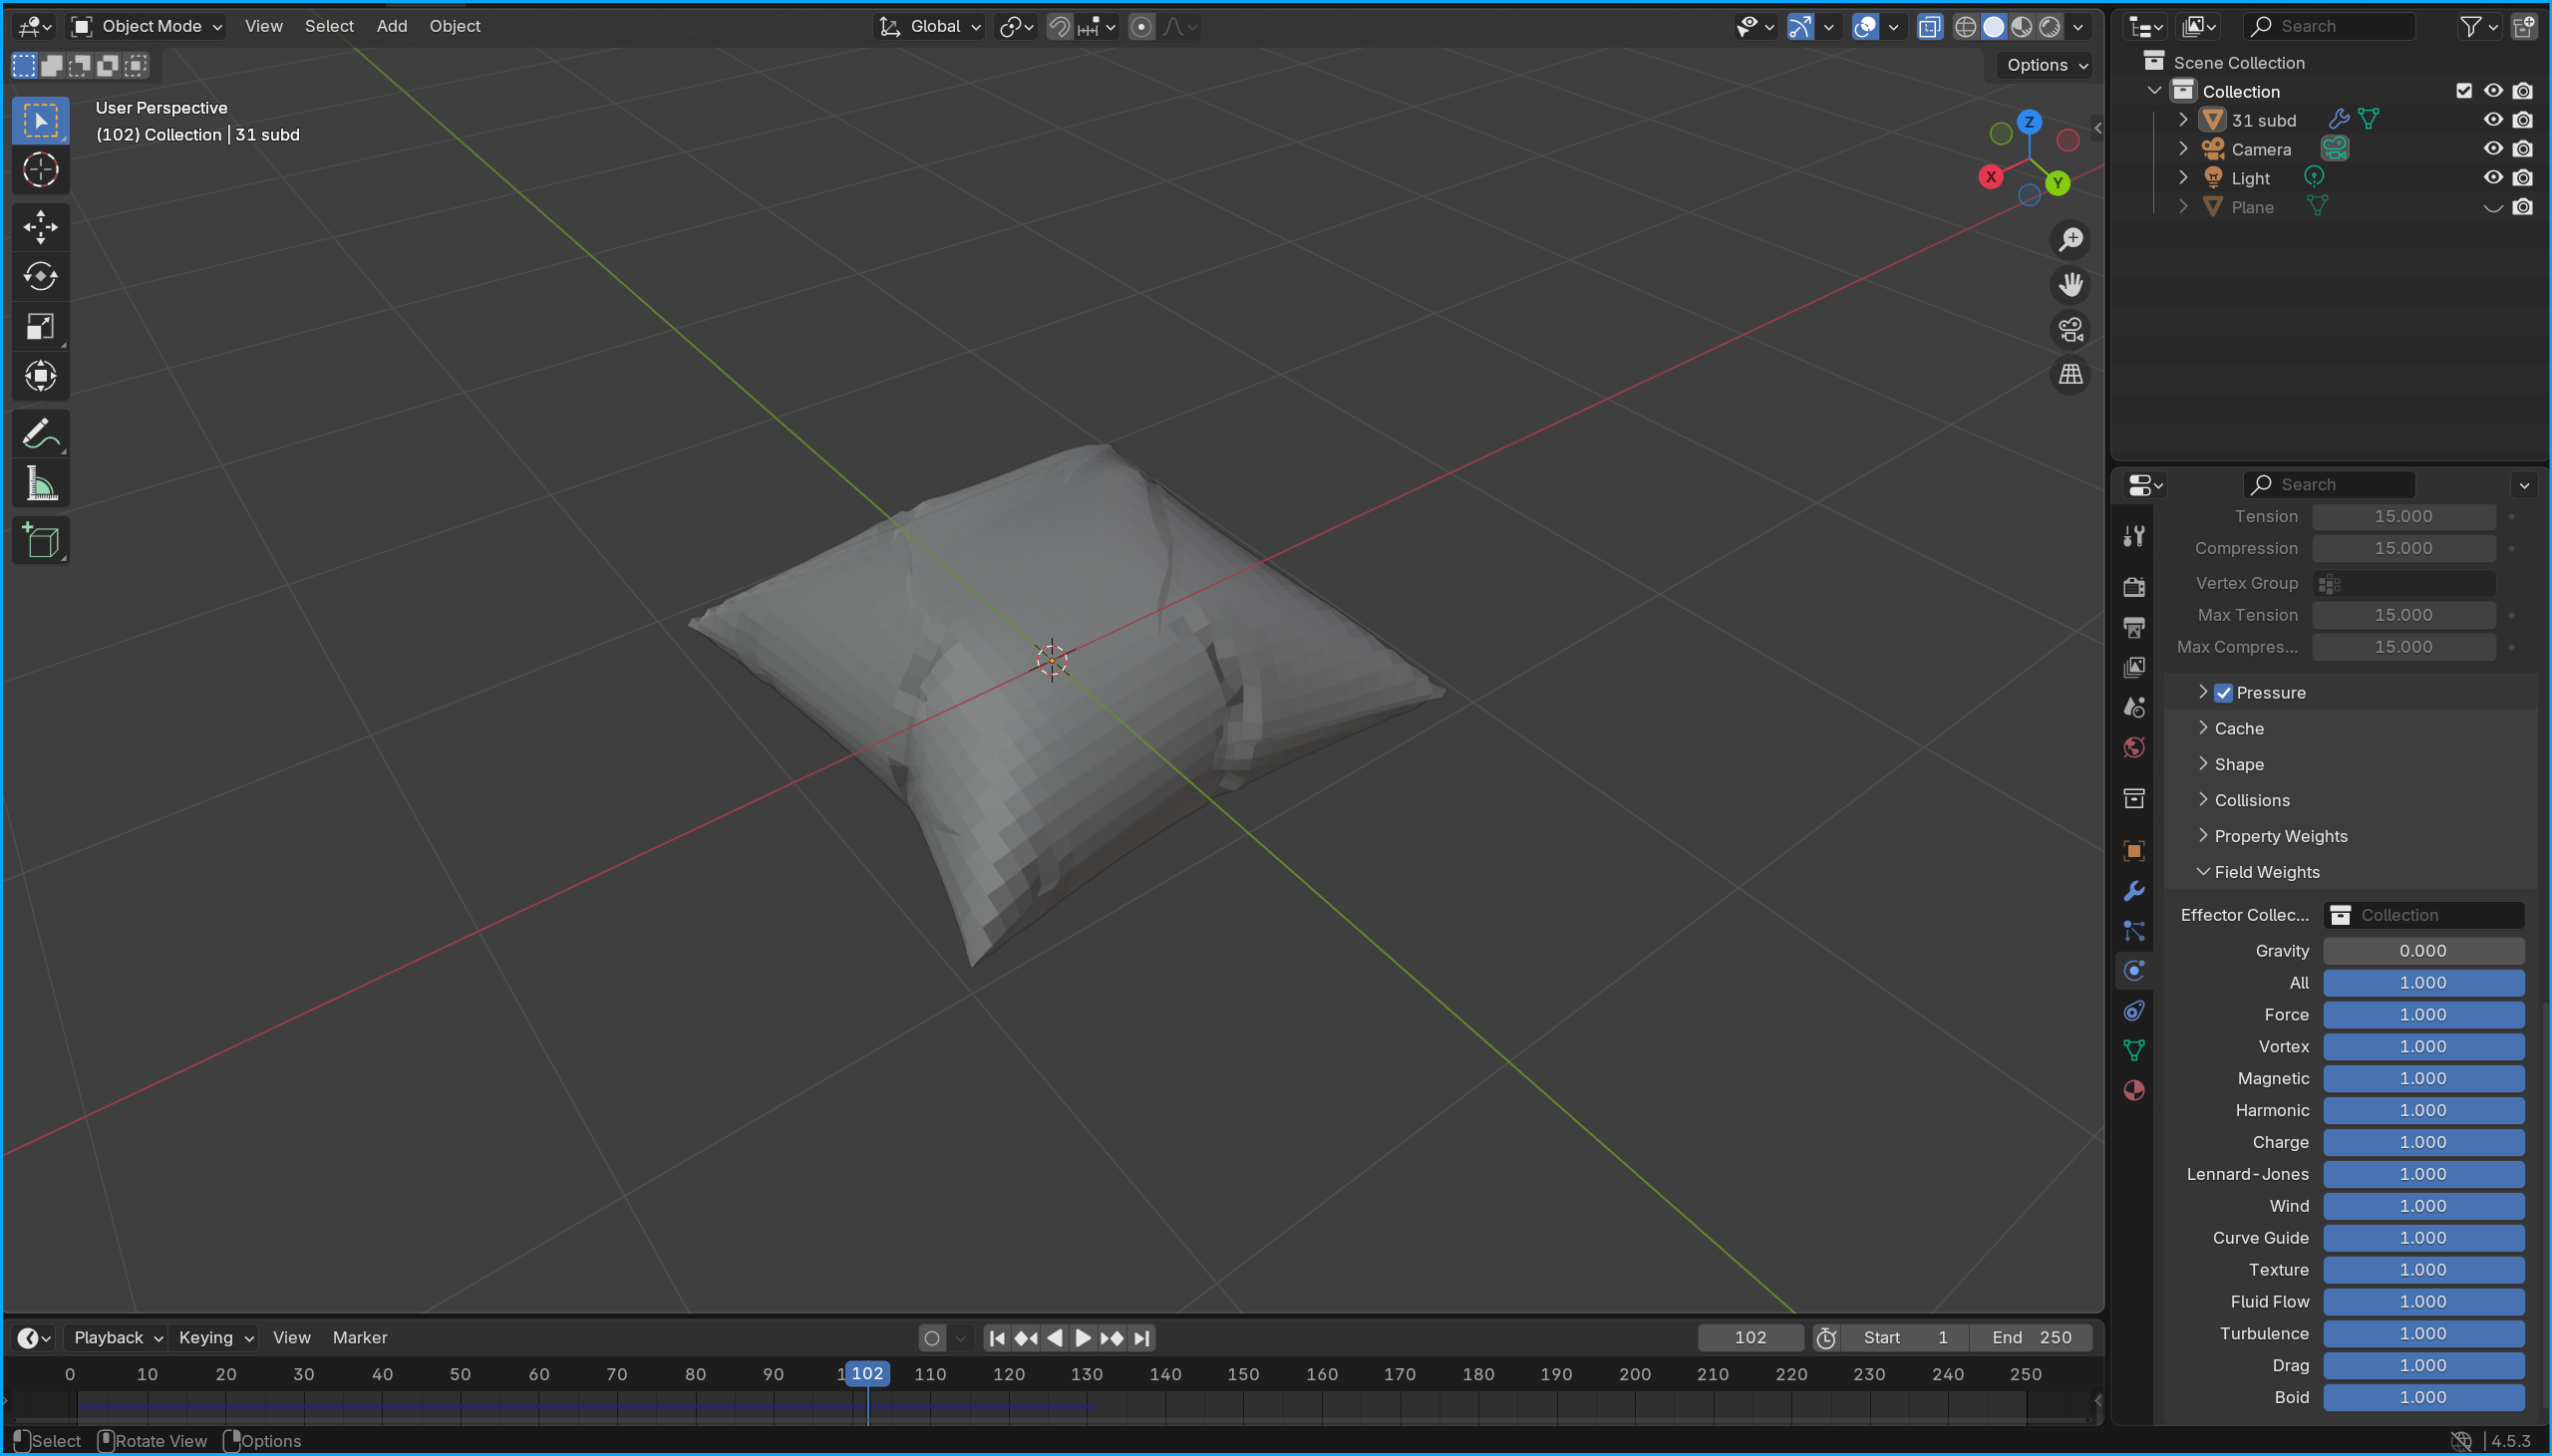 Object Mode View Select Add Object Global
Options
User Perspective
(102) Collection | 31 subd
Z
X
Y
Search
Scene Collection
Collection
31 subd
Camera
Light
Plane
Search
Tension 15.000
Compression 15.000
Vertex Group
Max Tension 15.000
Max Compres... 15.000
Pressure
Cache
Shape
Collisions
Property Weights
Field Weights
Effector Collec... Collection
Gravity 0.000
All 1.000
Force 1.000
Vortex 1.000
Magnetic 1.000
Harmonic 1.000
Charge 1.000
Lennard-Jones 1.000
Wind 1.000
Curve Guide 1.000
Texture 1.000
Fluid Flow 1.000
Turbulence 1.000
Drag 1.000
Boid 1.000
Playback Keying View Marker 102 Start 1 End 250
0 10 20 30 40 50 60 70 80 90 102 110 120 130 140 150 160 170 180 190 200 210 220 230 240 250
Select Rotate View Options 4.5.3